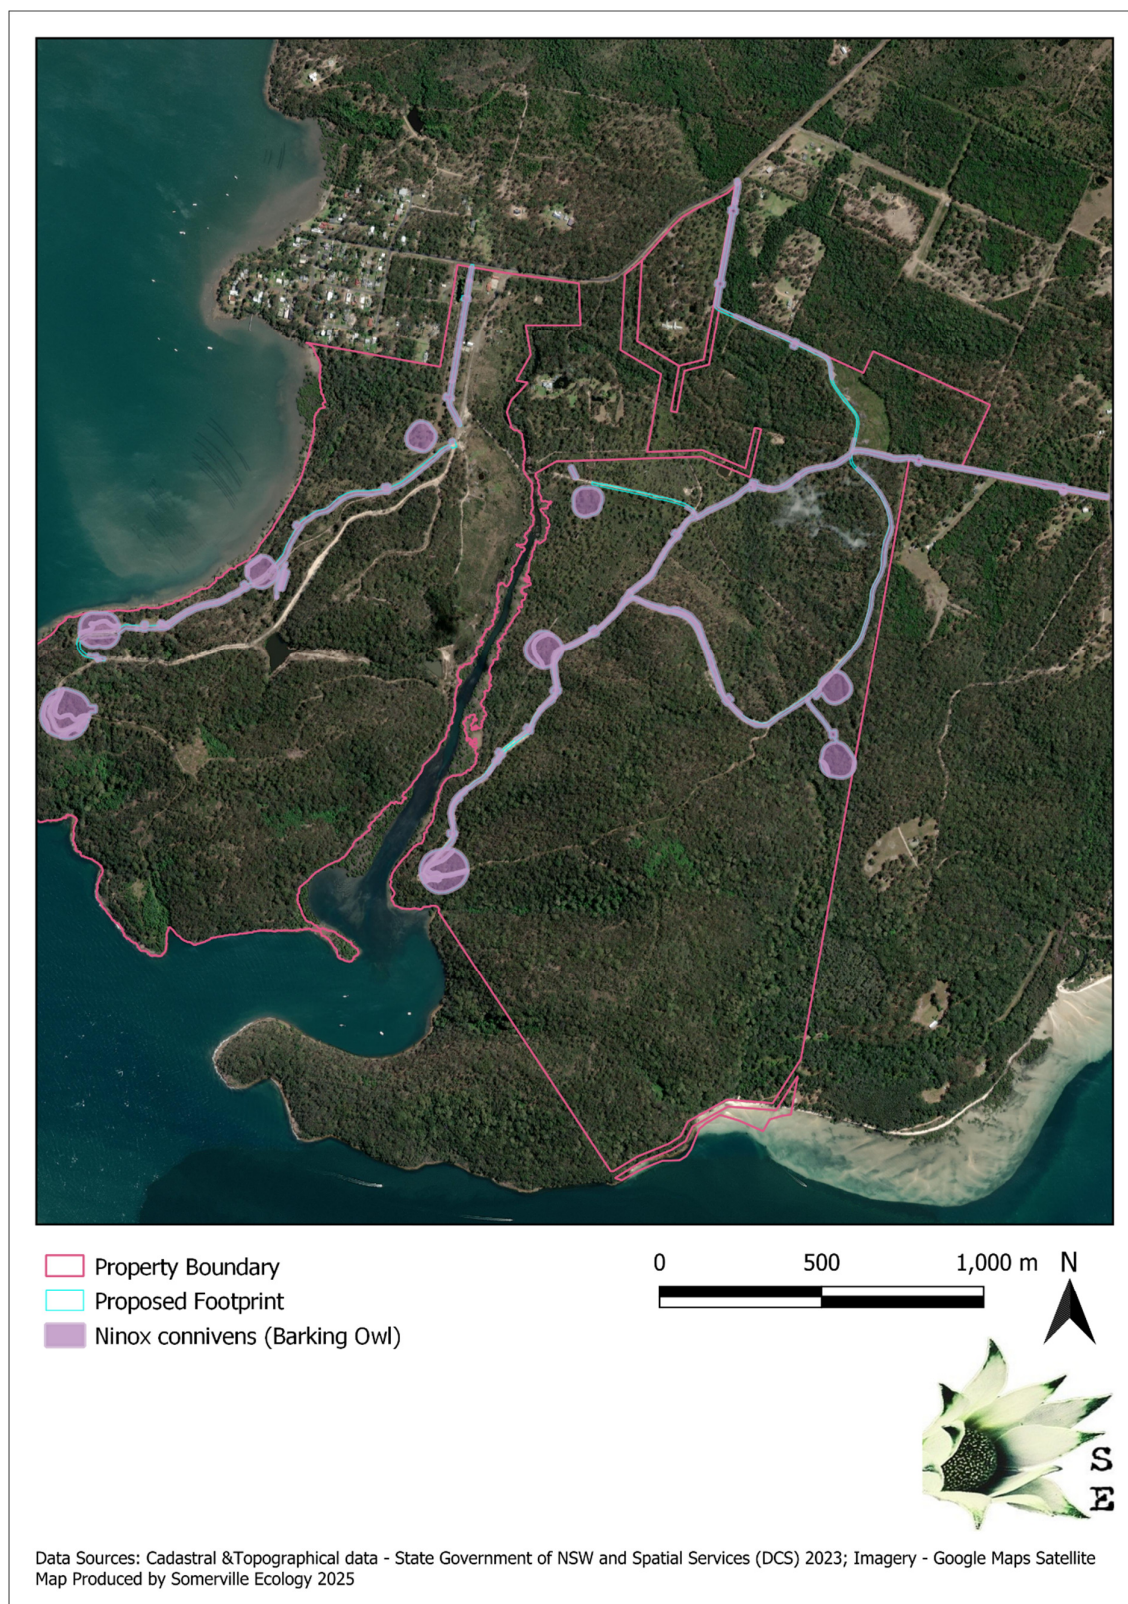 Property Boundary
Proposed Footprint
Ninox connivens (Barking Owl)
0 500 1,000 m
N
S
E
Data Sources: Cadastral &Topographical data - State Government of NSW and Spatial Services (DCS) 2023; Imagery - Google Maps Satellite
Map Produced by Somerville Ecology 2025